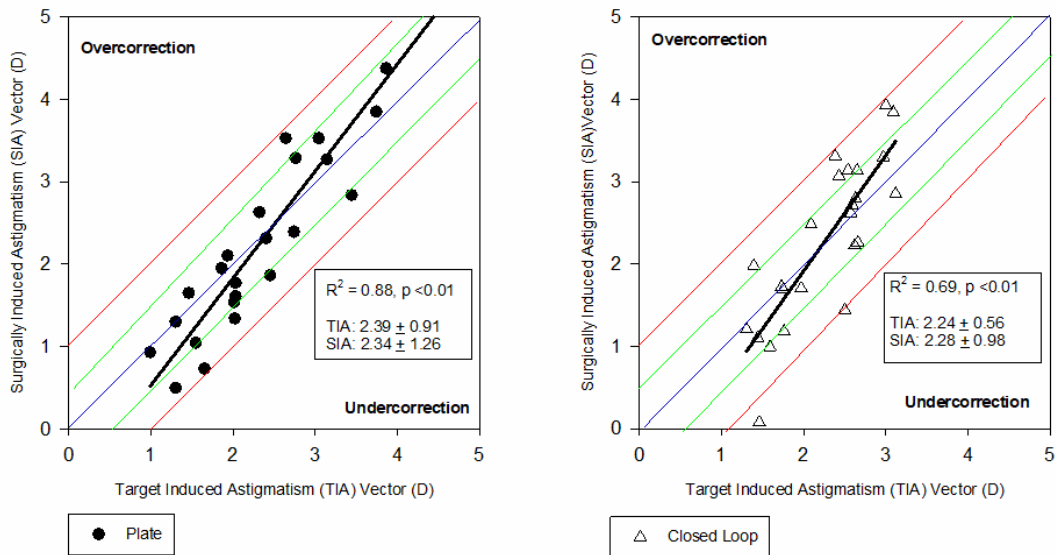 5
4
3
2
1
0
Surgically Induced Astigmatism (SIA) Vector (D)
Overcorrection
R² = 0.88, p <0.01
TIA: 2.39 ± 0.91
SIA: 2.34 ± 1.26
Undercorrection
0 1 2 3 4 5
Target Induced Astigmatism (TIA) Vector (D)
Plate
5
4
3
2
1
0
Surgically Induced Astigmatism (SIA)Vector (D)
Overcorrection
R² = 0.69, p <0.01
TIA: 2.24 ± 0.56
SIA: 2.28 ± 0.98
Undercorrection
0 1 2 3 4 5
Target Induced Astigmatism (TIA) Vector (D)
Closed Loop